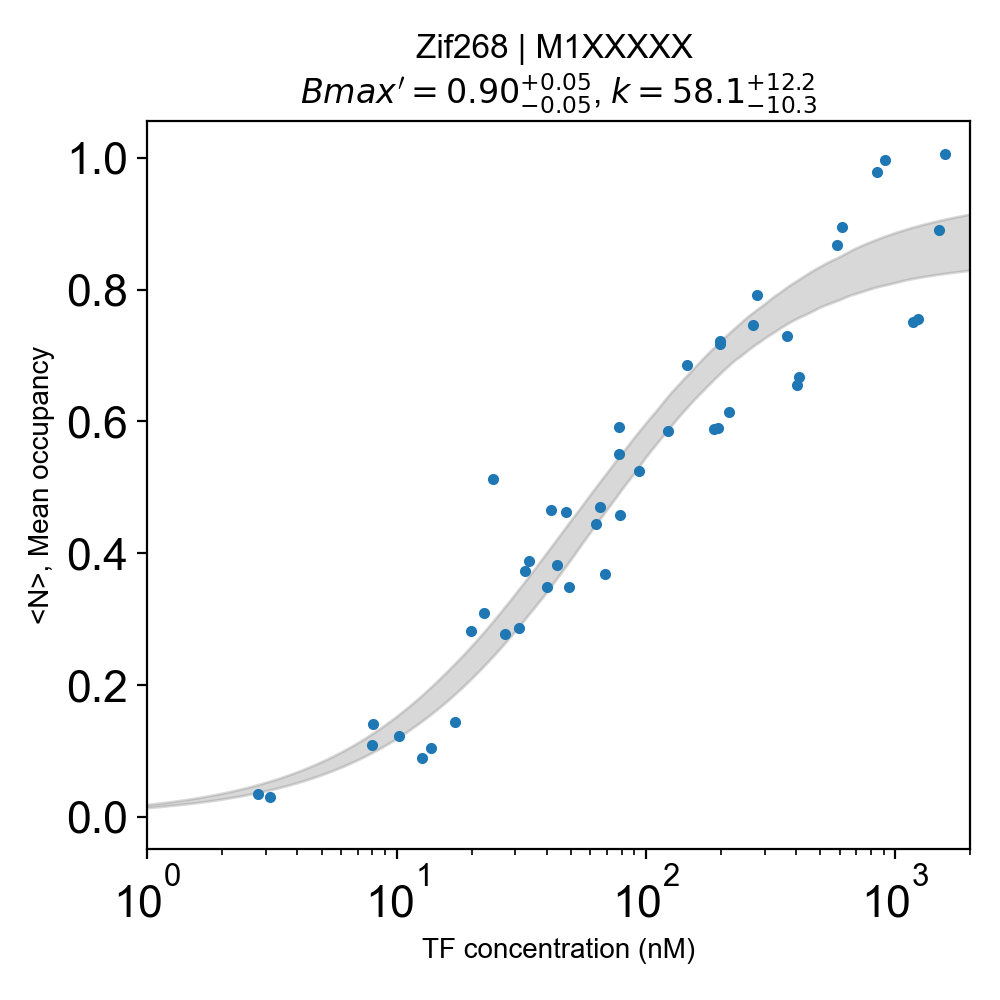 Zif268 | M1XXXXX
Bmax′ = 0.90 +0.05 −0.05, k = 58.1 +12.2 −10.3
1.0
0.8
0.6
0.4
0.2
0.0
<N>, Mean occupancy
10^0 10^1 10^2 10^3
TF concentration (nM)